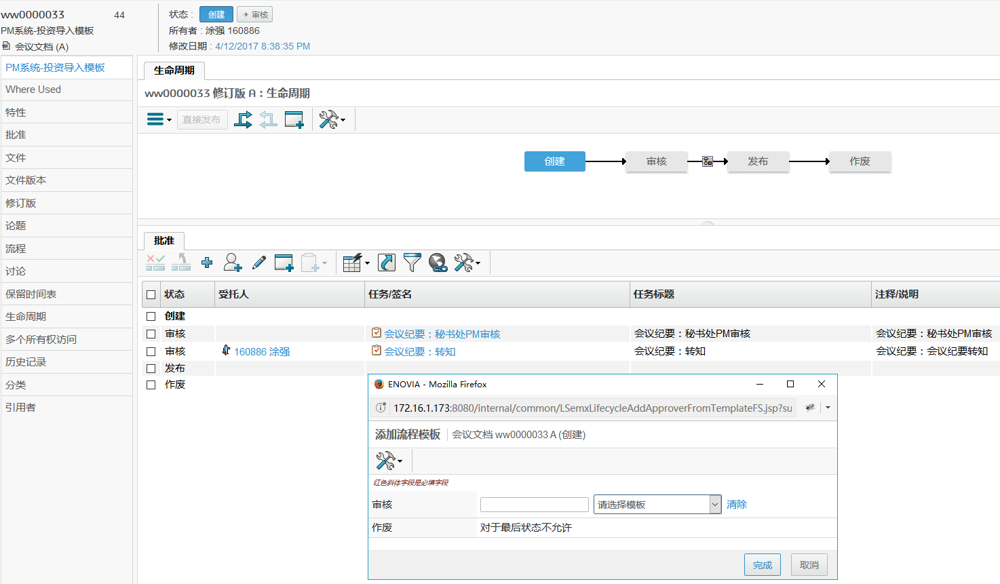 ww0000033 44
PM系统-投资导入模板
会议文档 (A)
状态 : 创建 审核
所有者 : 涂强 160886
修改日期 : 4/12/2017 8:38:35 PM
PM系统-投资导入模板
Where Used
特性
批准
文件
文件版本
修订版
论题
流程
讨论
保留时间表
生命周期
多个所有权访问
历史记录
分类
引用者
生命周期
ww0000033 修订版 A : 生命周期
直接发布
创建 审核 发布 作废
批准
状态 受托人 任务/签名 任务标题 注释/说明
创建
审核 会议纪要：秘书处PM审核 会议纪要：秘书处PM审核 会议纪要：秘书处PM审核
审核 160886 涂强 会议纪要：转知 会议纪要：转知 会议纪要：会议纪要转知
发布
作废
ENOVIA - Mozilla Firefox
172.16.1.173:8080/internal/common/LSemxLifecycleAddApproverFromTemplateFS.jsp?su
添加流程模板 会议文档 ww0000033 A (创建)
红色斜体字段是必填字段
审核 请选择模板 清除
作废 对于最后状态不允许
完成 取消